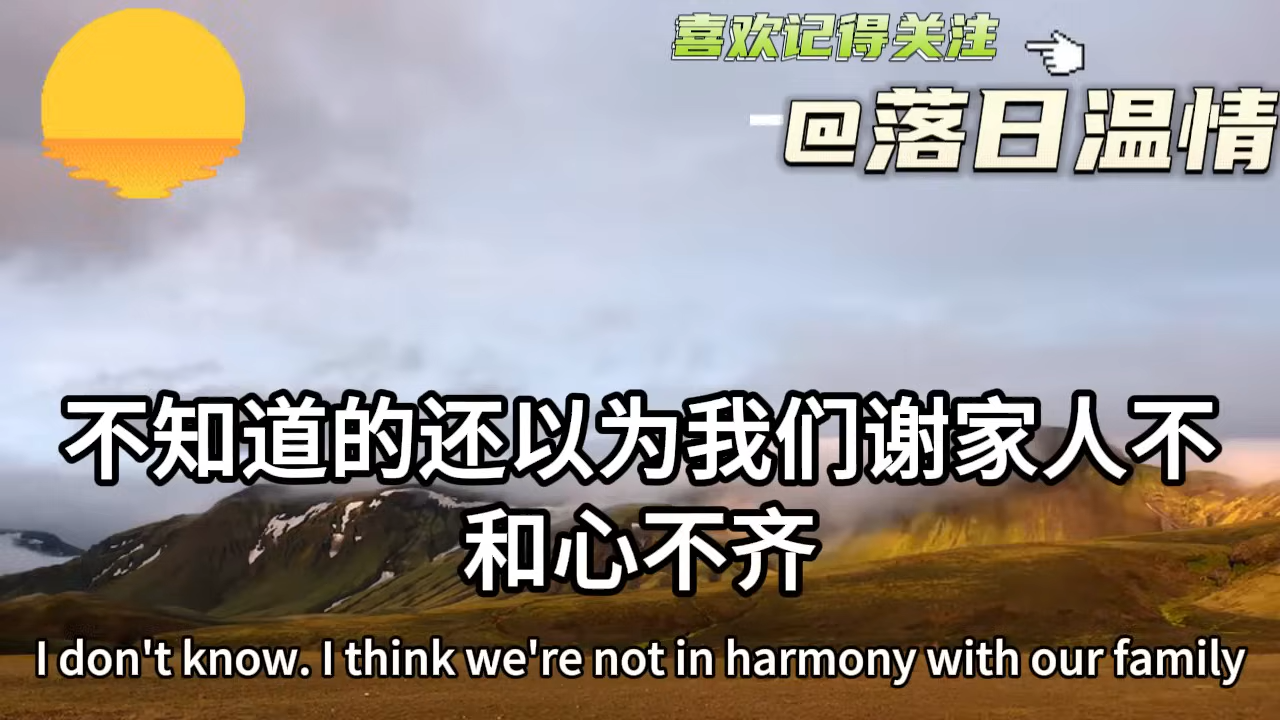 喜欢记得关注
@落日温情
不知道的还以为我们谢家人不
和心不齐
I don't know. I think we're not in harmony with our family